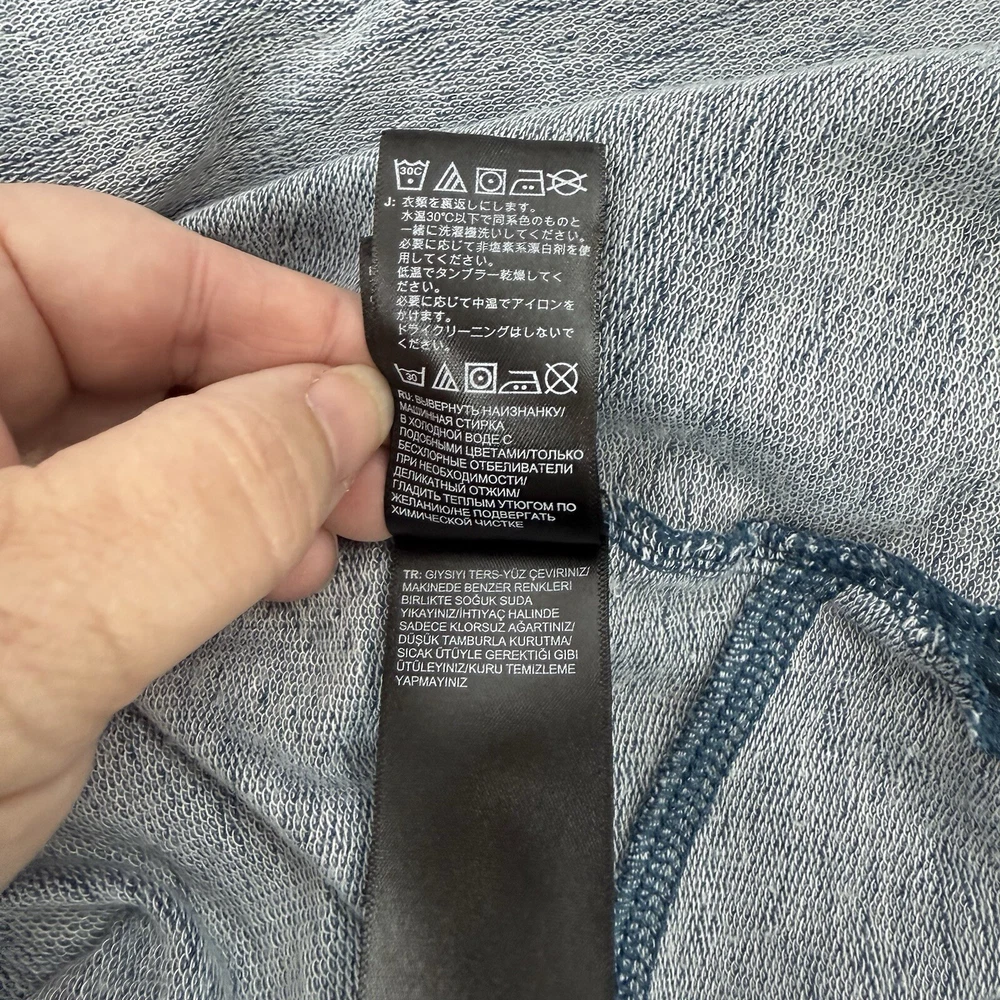 30C
J: 衣類を裏返しにします。
水温30℃以下で同系色のものと
一緒に洗濯機洗いしてください。
必要に応じて非塩素系漂白剤を使
用してください。
低温でタンブラー乾燥してく
ださい。
必要に応じて中温でアイロンを
かけます。
ドライクリーニングはしないで
ください。
30
RU: ВЫВЕРНУТЬ НАИЗНАНКУ/
МАШИННАЯ СТИРКА
В ХОЛОДНОЙ ВОДЕ С
ПОДОБНЫМИ ЦВЕТАМИ/ТОЛЬКО
БЕСХЛОРНЫЕ ОТБЕЛИВАТЕЛИ
ПРИ НЕОБХОДИМОСТИ/
ДЕЛИКАТНЫЙ ОТЖИМ/
ГЛАДИТЬ ТЕПЛЫМ УТЮГОМ ПО
ЖЕЛАНИЮ/НЕ ПОДВЕРГАТЬ
ХИМИЧЕСКОЙ ЧИСТКЕ
TR: GIYSIYI TERS-YÜZ ÇEVIRINIZ/
MAKINEDE BENZER RENKLERI
BIRLIKTE SOĞUK SUDA
YIKAYINIZ/IHTIYAÇ HALINDE
SADECE KLORSUZ AĞARTINIZ/
DÜŞÜK TAMBURLA KURUTMA/
SICAK ÜTÜYLE GEREKTIĞI GIBI
ÜTÜLEYINIZ/KURU TEMIZLEME
YAPMAYINIZ